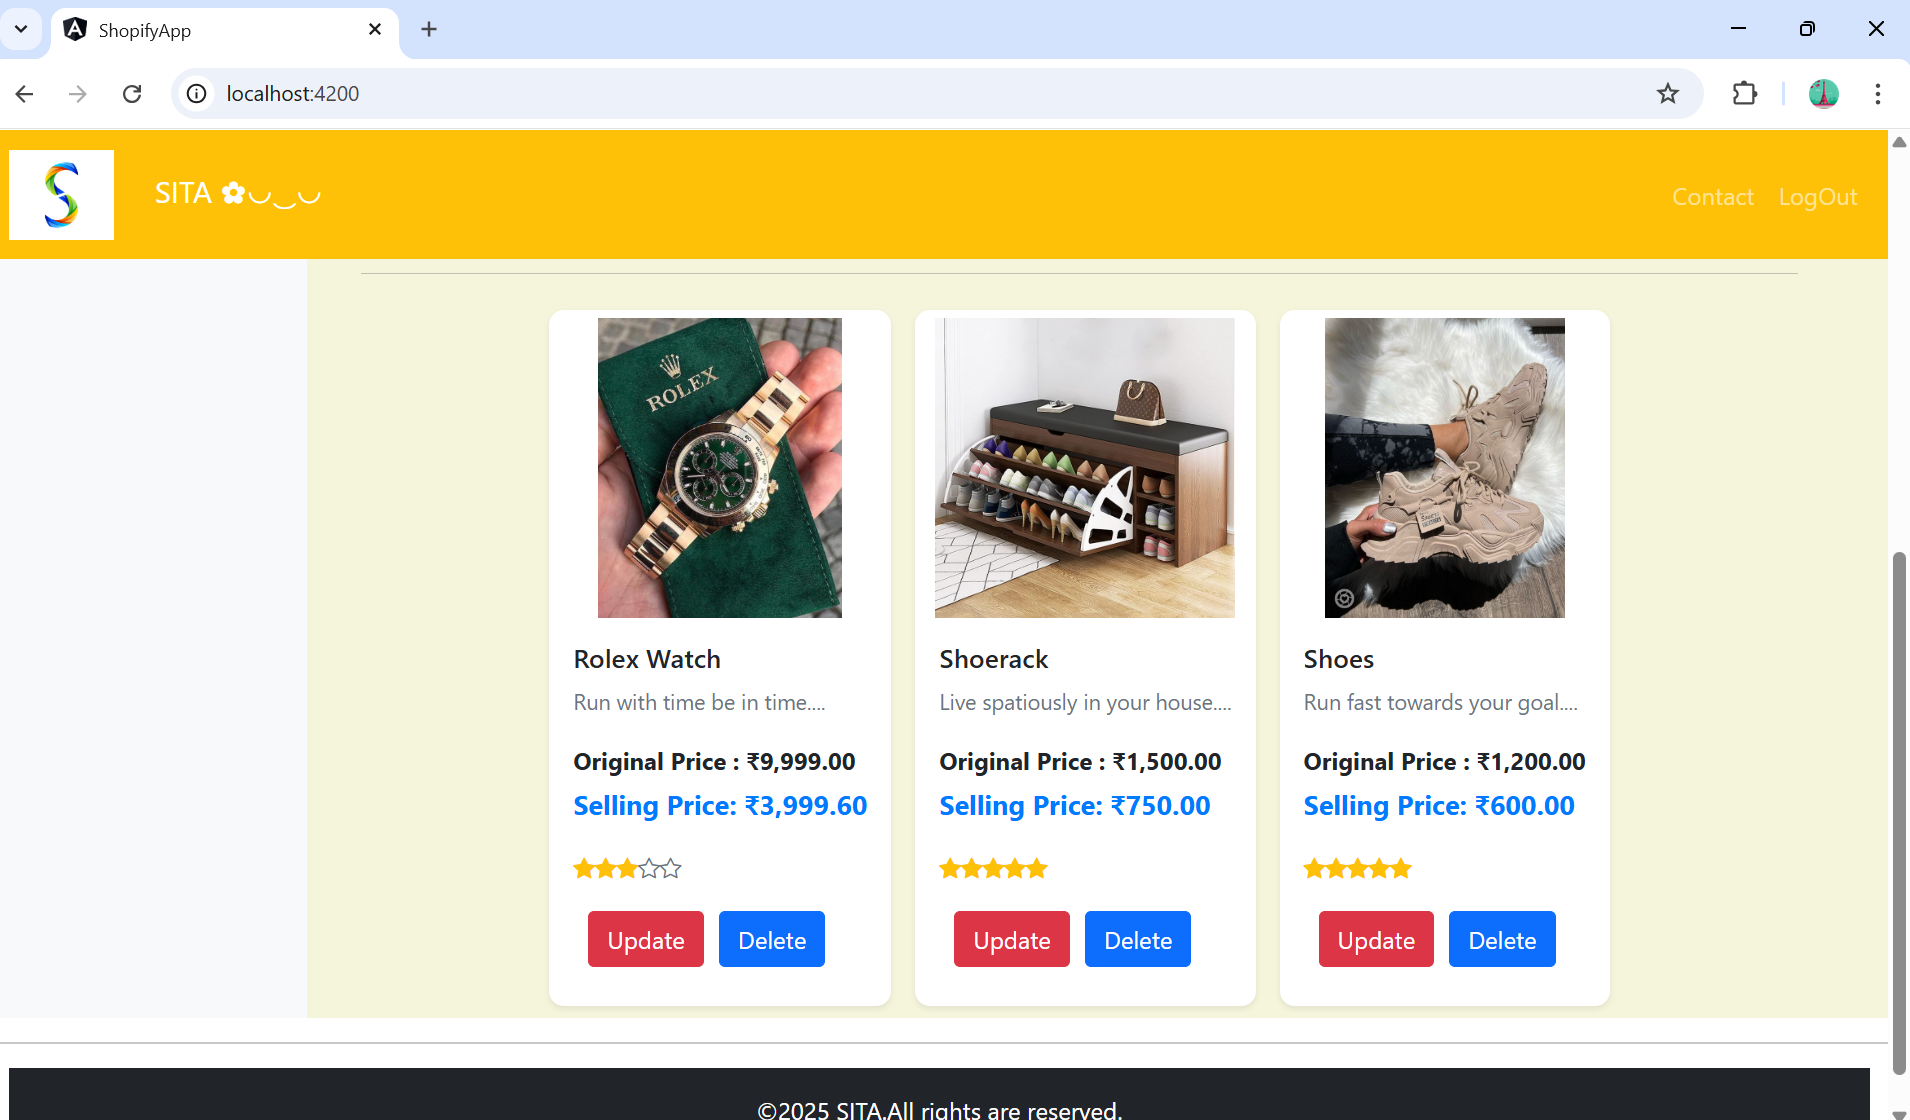 ShopifyApp
localhost:4200
SITA ✿◡‿◡
Contact LogOut
ROLEX
Rolex Watch
Run with time be in time....
Original Price : ₹9,999.00
Selling Price: ₹3,999.60
Update Delete
Shoerack
Live spatiously in your house....
Original Price : ₹1,500.00
Selling Price: ₹750.00
Update Delete
Shoes
Run fast towards your goal....
Original Price : ₹1,200.00
Selling Price: ₹600.00
Update Delete
©2025 SITA.All rights are reserved.